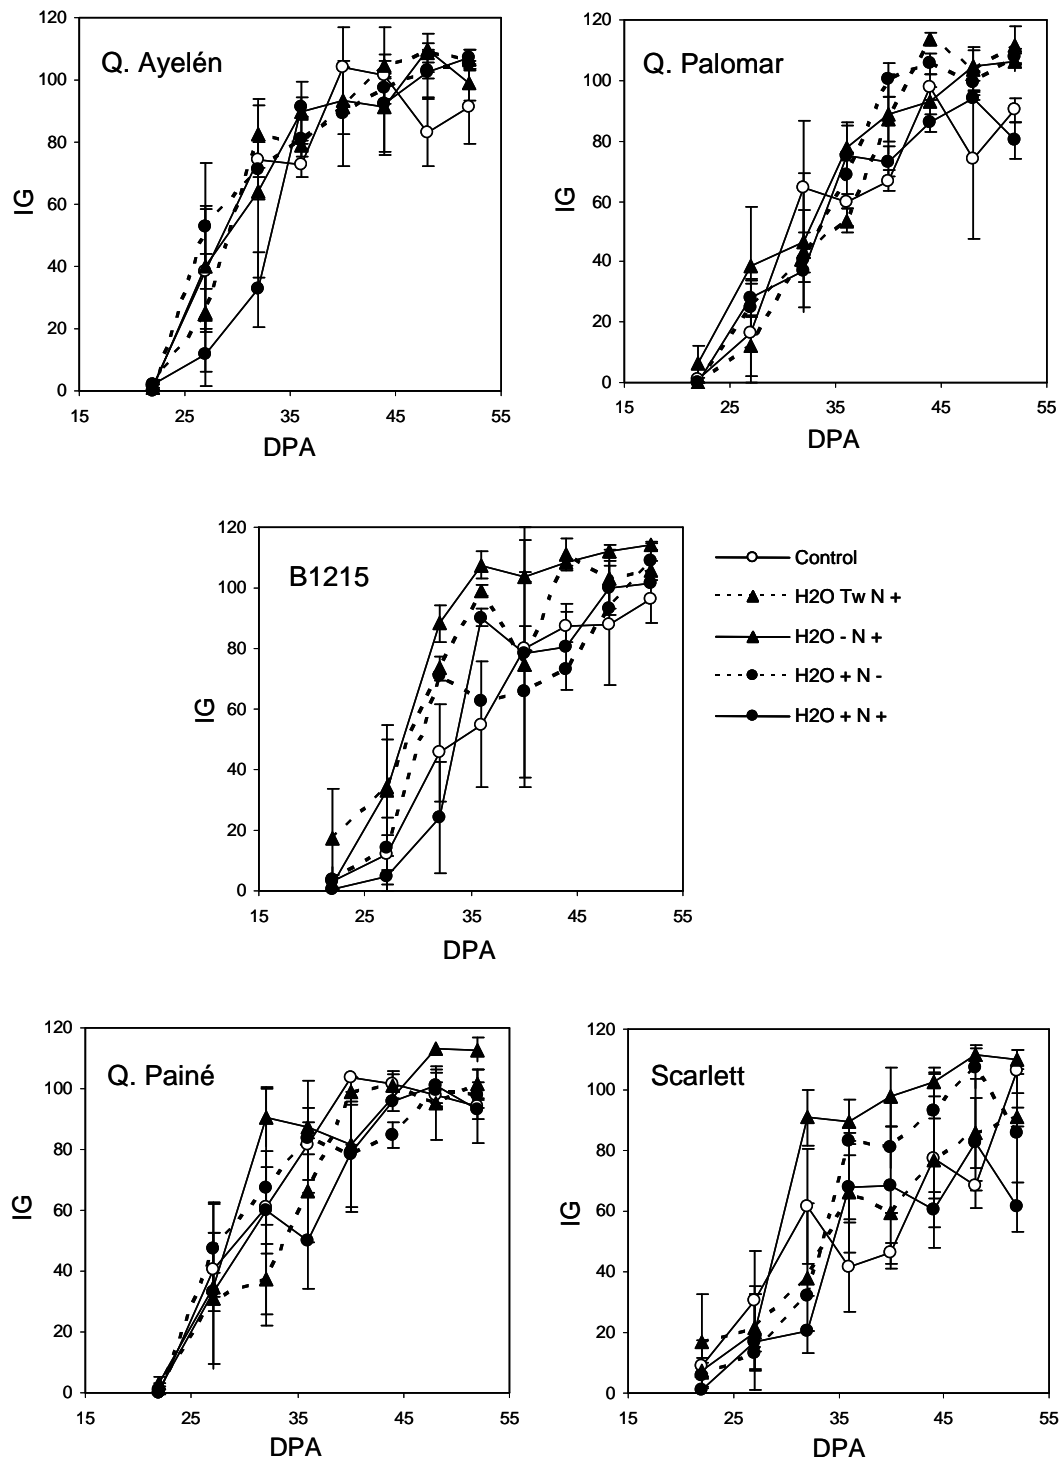 120
100
80
60
40
20
0
IG
Q. Ayelén
15 25 35 45 55
DPA
120
100
80
60
40
20
0
IG
Q. Palomar
15 25 35 45 55
DPA
120
100
80
60
40
20
0
IG
B1215
15 25 35 45 55
DPA
Control
H2O Tw N +
H2O - N +
H2O + N -
H2O + N +
120
100
80
60
40
20
0
IG
Q. Painé
15 25 35 45 55
DPA
120
100
80
60
40
20
0
IG
Scarlett
15 25 35 45 55
DPA